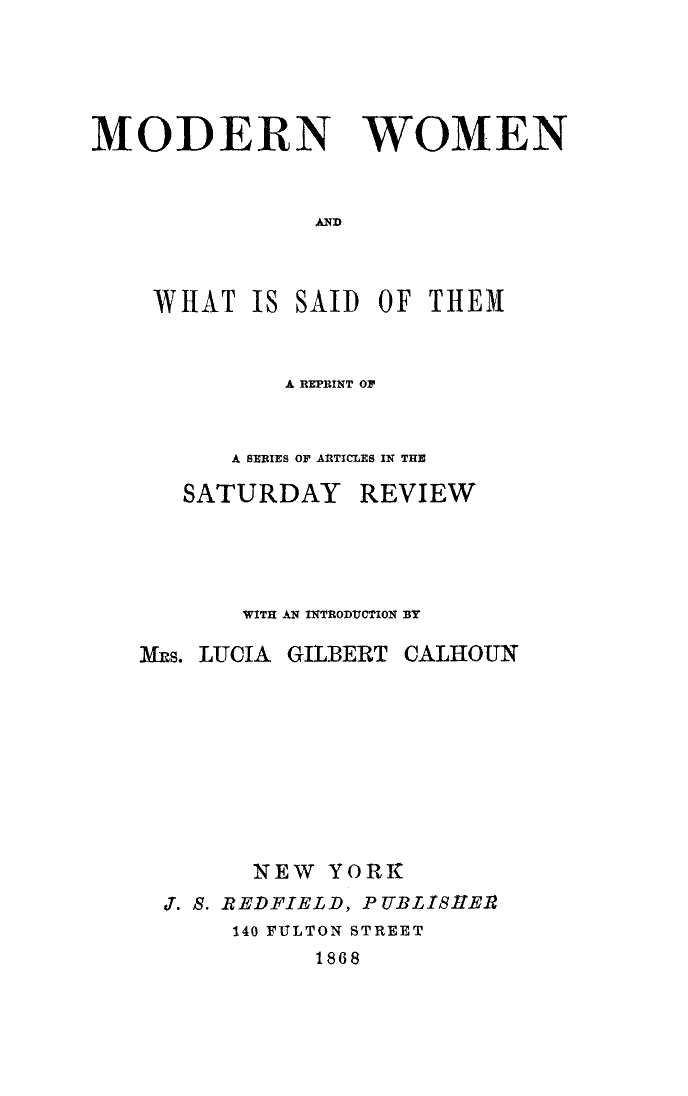 MODERN WOMEN
AND
WHAT IS SAID OF THEM
A REPRINT OF
A SERIES OF ARTICLES IN THE
SATURDAY REVIEW
WITH AN INTRODUCTION BY
MRS. LUCIA GILBERT CALHOUN
NEW YORK
J. S. REDFIELD, PUBLISHER
140 FULTON STREET
1868